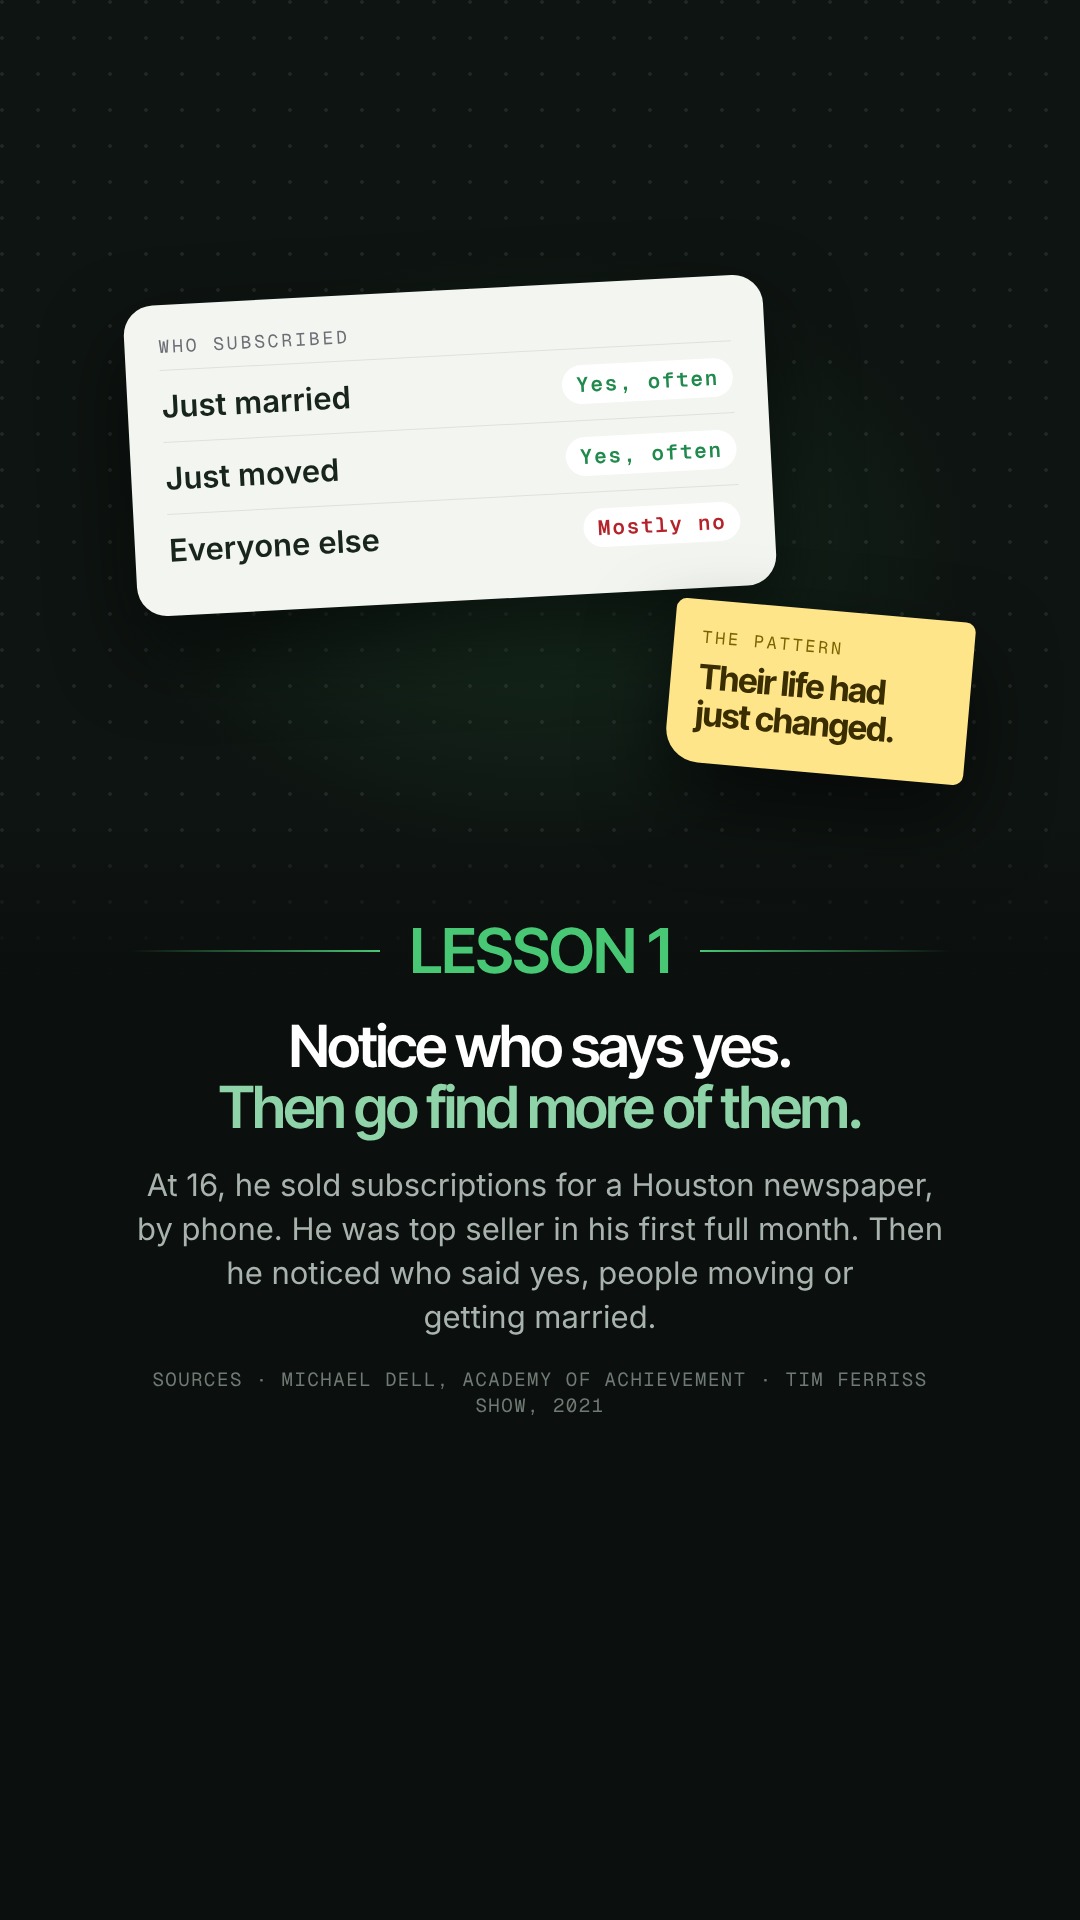 WHO SUBSCRIBED
Just married
Yes, often
Just moved
Yes, often
Everyone else
Mostly no
THE PATTERN
Their life had
just changed.
LESSON 1
Notice who says yes.
Then go find more of them.
At 16, he sold subscriptions for a Houston newspaper,
by phone. He was top seller in his first full month. Then
he noticed who said yes, people moving or
getting married.
SOURCES · MICHAEL DELL, ACADEMY OF ACHIEVEMENT · TIM FERRISS
SHOW, 2021